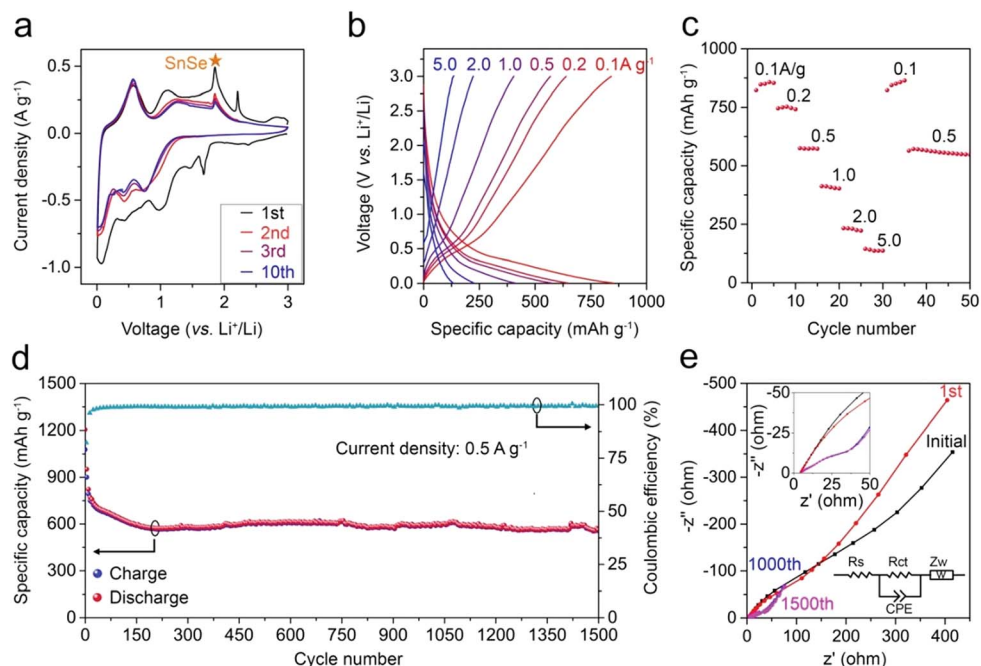 a
SnSe
Current density (A g⁻¹)
0.5
0.0
-0.5
-1.0
1st
2nd
3rd
10th
0 1 2 3
Voltage (vs. Li⁺/Li)
b
Voltage (V vs. Li⁺/Li)
3.0
2.5
2.0
1.5
1.0
0.5
0.0
5.0 2.0 1.0 0.5 0.2 0.1A g⁻¹
0 250 500 750 1000
Specific capacity (mAh g⁻¹)
c
Specific capacity (mAh g⁻¹)
1000
750
500
250
0
0.1A/g
0.2
0.5
1.0
2.0
5.0
0.1
0.5
0 10 20 30 40 50
Cycle number
d
Specific capacity (mAh g⁻¹)
1500
1350
1200
1050
900
750
600
450
300
150
0
Current density: 0.5 A g⁻¹
Charge
Discharge
100
75
50
25
0
Coulombic efficiency (%)
0 150 300 450 600 750 900 1050 1200 1350 1500
Cycle number
e
-z'' (ohm)
-500
-400
-300
-200
-100
0
-50
-25
0
-z'' (ohm)
0 25 50
z' (ohm)
1st
Initial
1000th
1500th
Rs Rct Zw
W
CPE
0 100 200 300 400
z' (ohm)